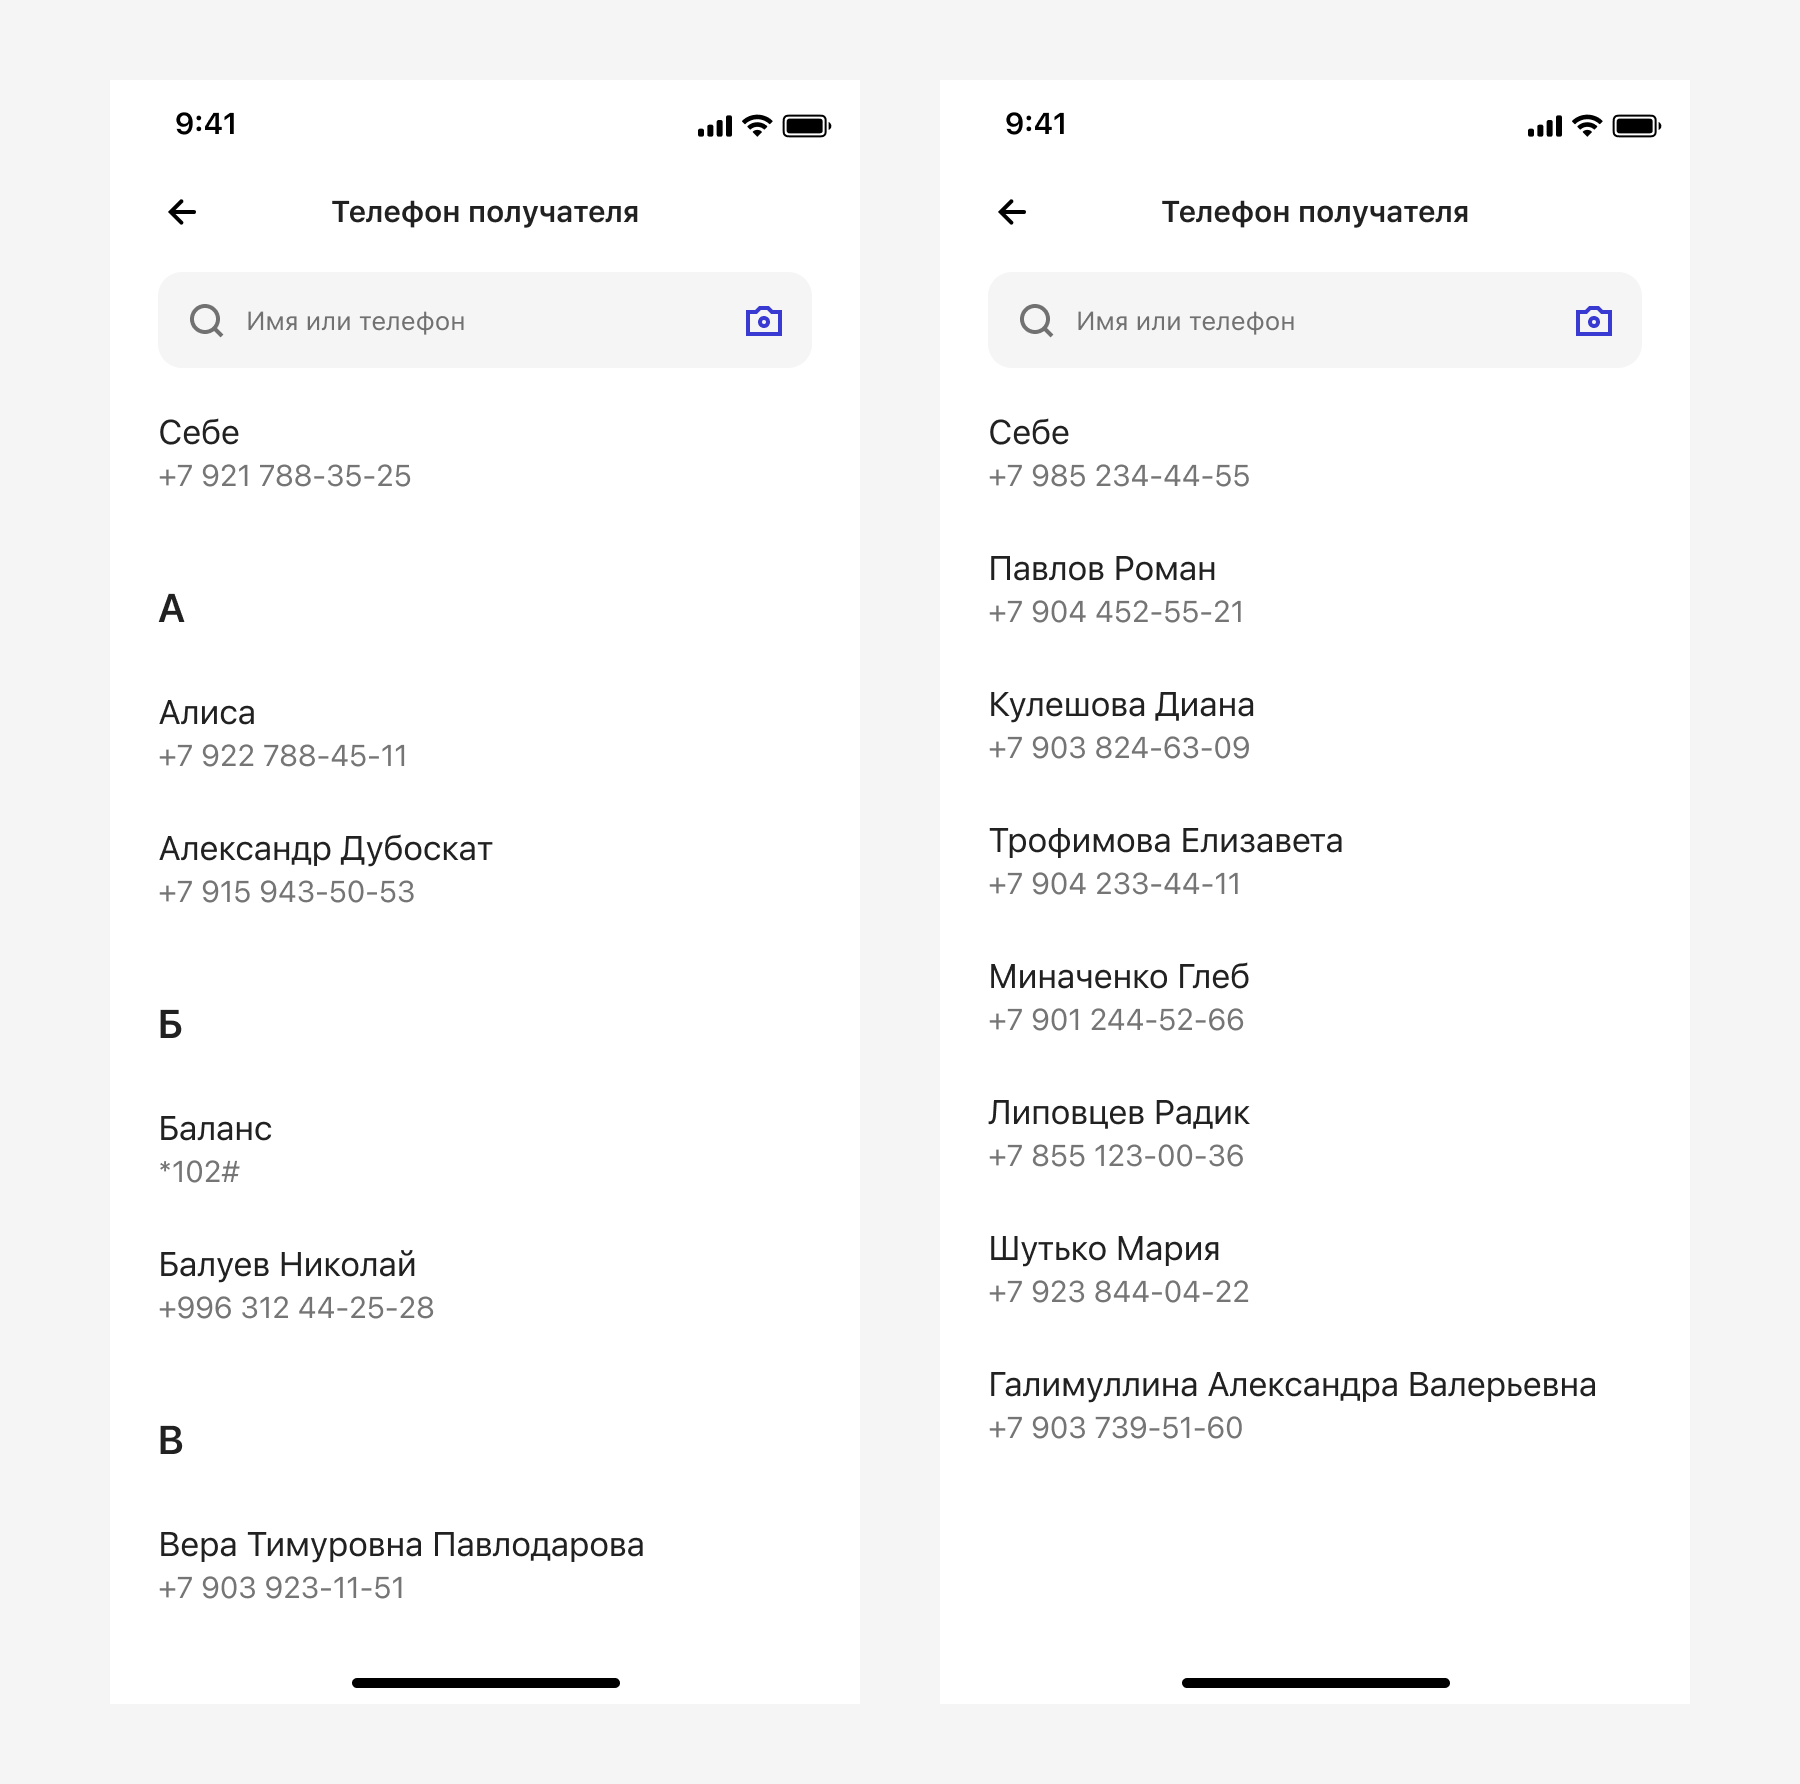 9:41
Телефон получателя
Имя или телефон
Себе
+7 921 788-35-25
А
Алиса
+7 922 788-45-11
Александр Дубоскат
+7 915 943-50-53
Б
Баланс
*102#
Балуев Николай
+996 312 44-25-28
В
Вера Тимуровна Павлодарова
+7 903 923-11-51
9:41
Телефон получателя
Имя или телефон
Себе
+7 985 234-44-55
Павлов Роман
+7 904 452-55-21
Кулешова Диана
+7 903 824-63-09
Трофимова Елизавета
+7 904 233-44-11
Миначенко Глеб
+7 901 244-52-66
Липовцев Радик
+7 855 123-00-36
Шутько Мария
+7 923 844-04-22
Галимуллина Александра Валерьевна
+7 903 739-51-60